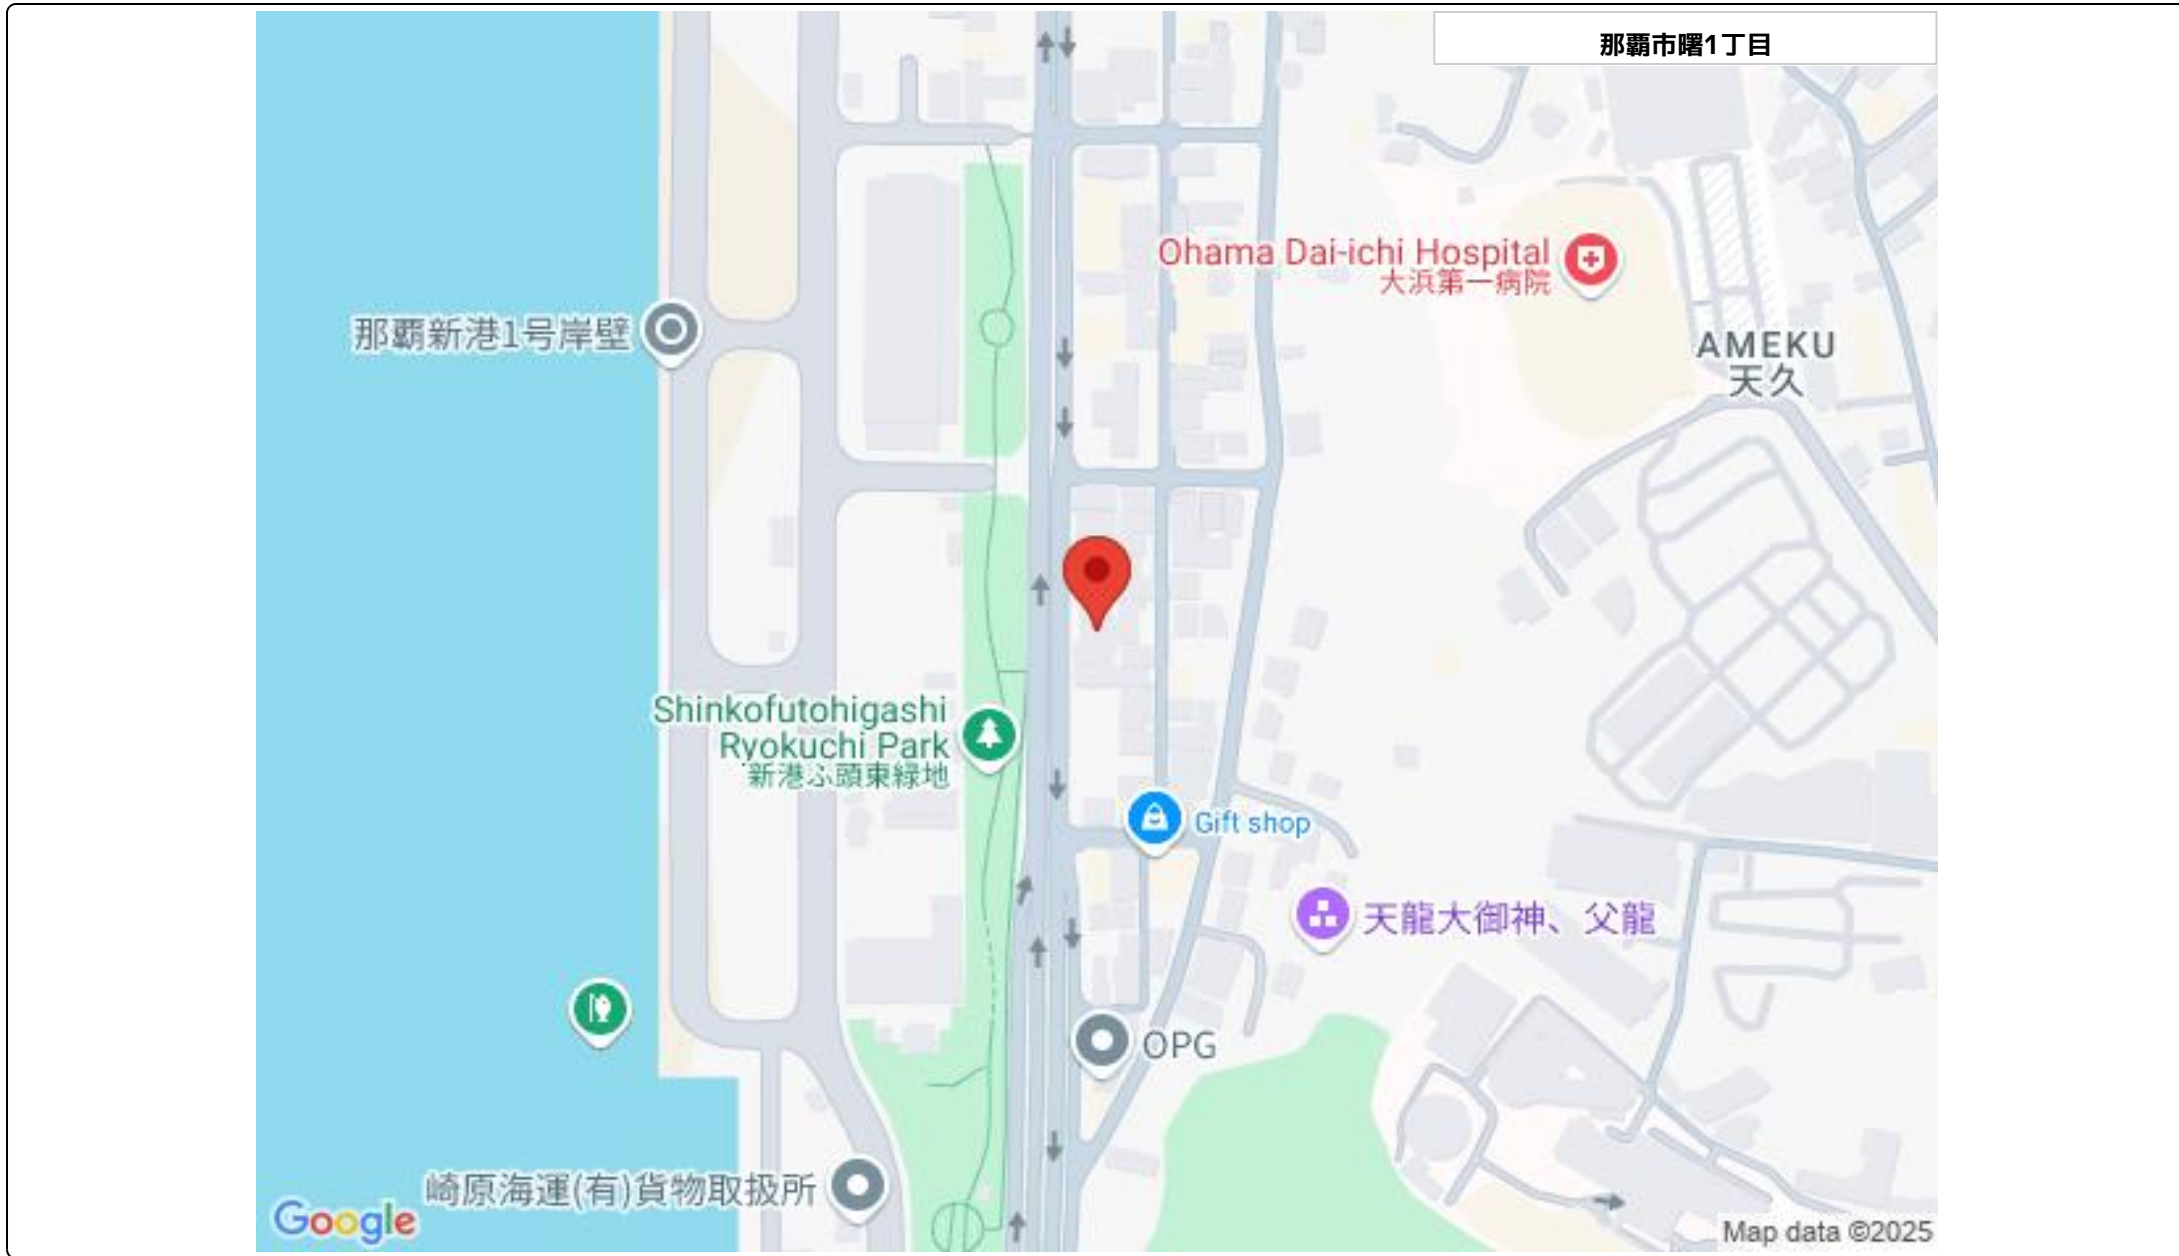 那覇市曙1丁目
Ohama Dai-ichi Hospital
大浜第一病院
那覇新港1号岸壁
AMEKU
天久
Shinkofutohigashi
Ryokuchi Park
新港ふ頭東緑地
Gift shop
天龍大御神、父龍
OPG
崎原海運(有)貨物取扱所
Google
Map data ©2025